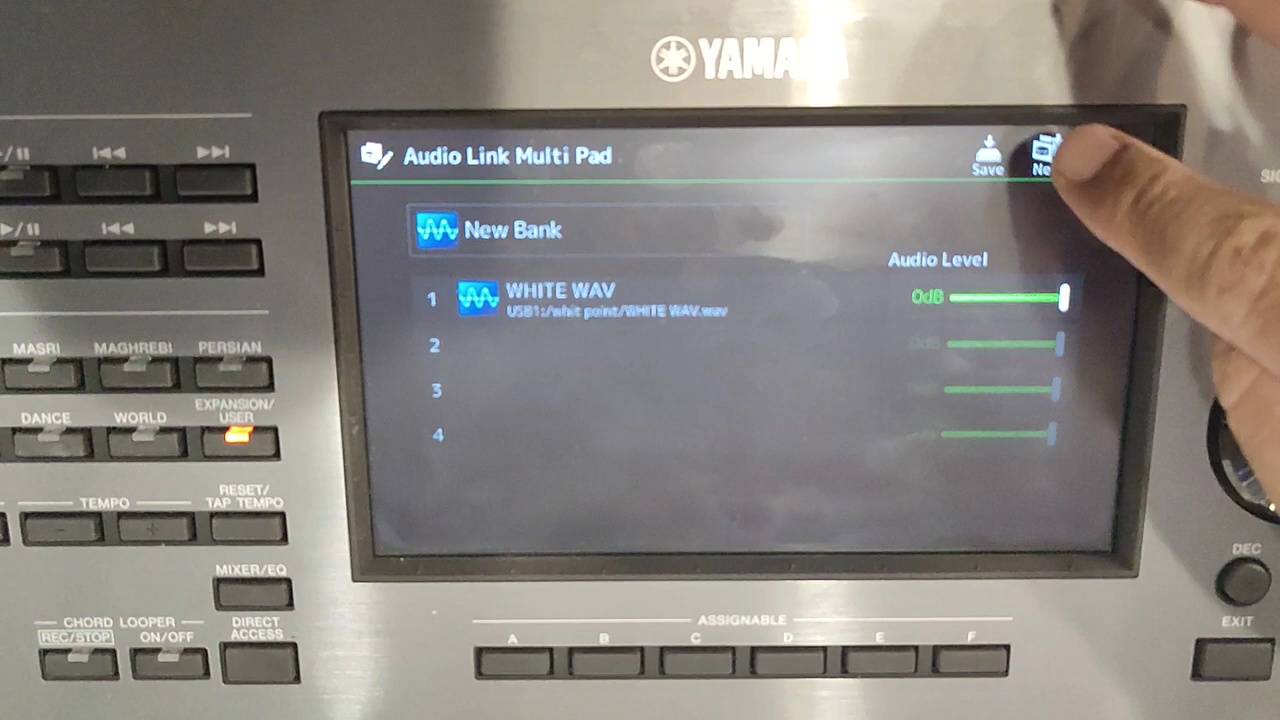 YAMAHA
Audio Link Multi Pad
Save
New Bank
Audio Level
1
WHITE WAV
USB1:/whit point/WHITE WAV.wav
0dB
2
3
4
MASRI
MAGHREBI
PERSIAN
DANCE
WORLD
EXPANSION/
USER
TEMPO
RESET/
TAP TEMPO
MIXER/EQ
CHORD LOOPER
REC/STOP
ON/OFF
DIRECT
ACCESS
ASSIGNABLE
A B C D E F
DEC
EXIT